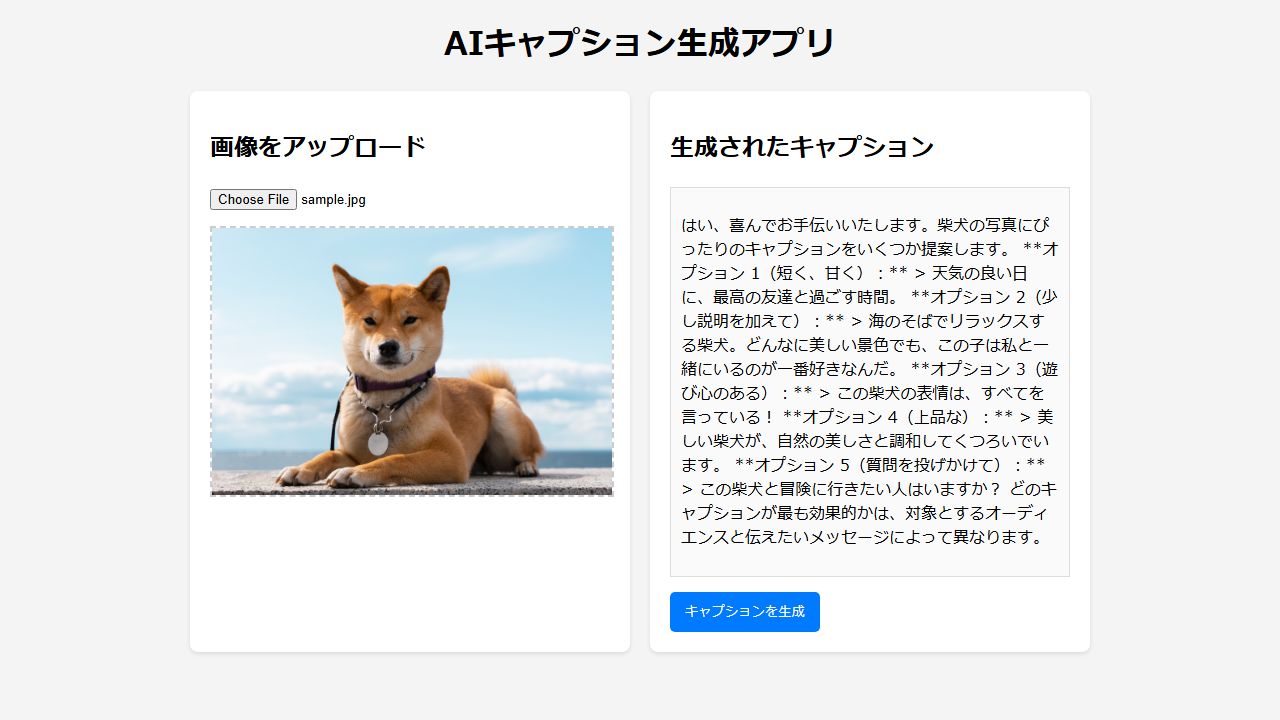 AIキャプション生成アプリ
画像をアップロード
Choose File sample.jpg
生成されたキャプション
はい、喜んでお手伝いいたします。柴犬の写真にぴ
ったりのキャプションをいくつか提案します。 **オ
プション 1（短く、甘く）：** > 天気の良い日
に、最高の友達と過ごす時間。 **オプション 2（少
し説明を加えて）：** > 海のそばでリラックスす
る柴犬。どんなに美しい景色でも、この子は私と一
緒にいるのが一番好きなんだ。 **オプション 3（遊
び心のある）：** > この柴犬の表情は、すべてを
言っている！ **オプション 4（上品な）：** > 美
しい柴犬が、自然の美しさと調和してくつろいでい
ます。 **オプション 5（質問を投げかけて）：**
> この柴犬と冒険に行きたい人はいますか？ どのキ
ャプションが最も効果的かは、対象とするオーディ
エンスと伝えたいメッセージによって異なります。
キャプションを生成